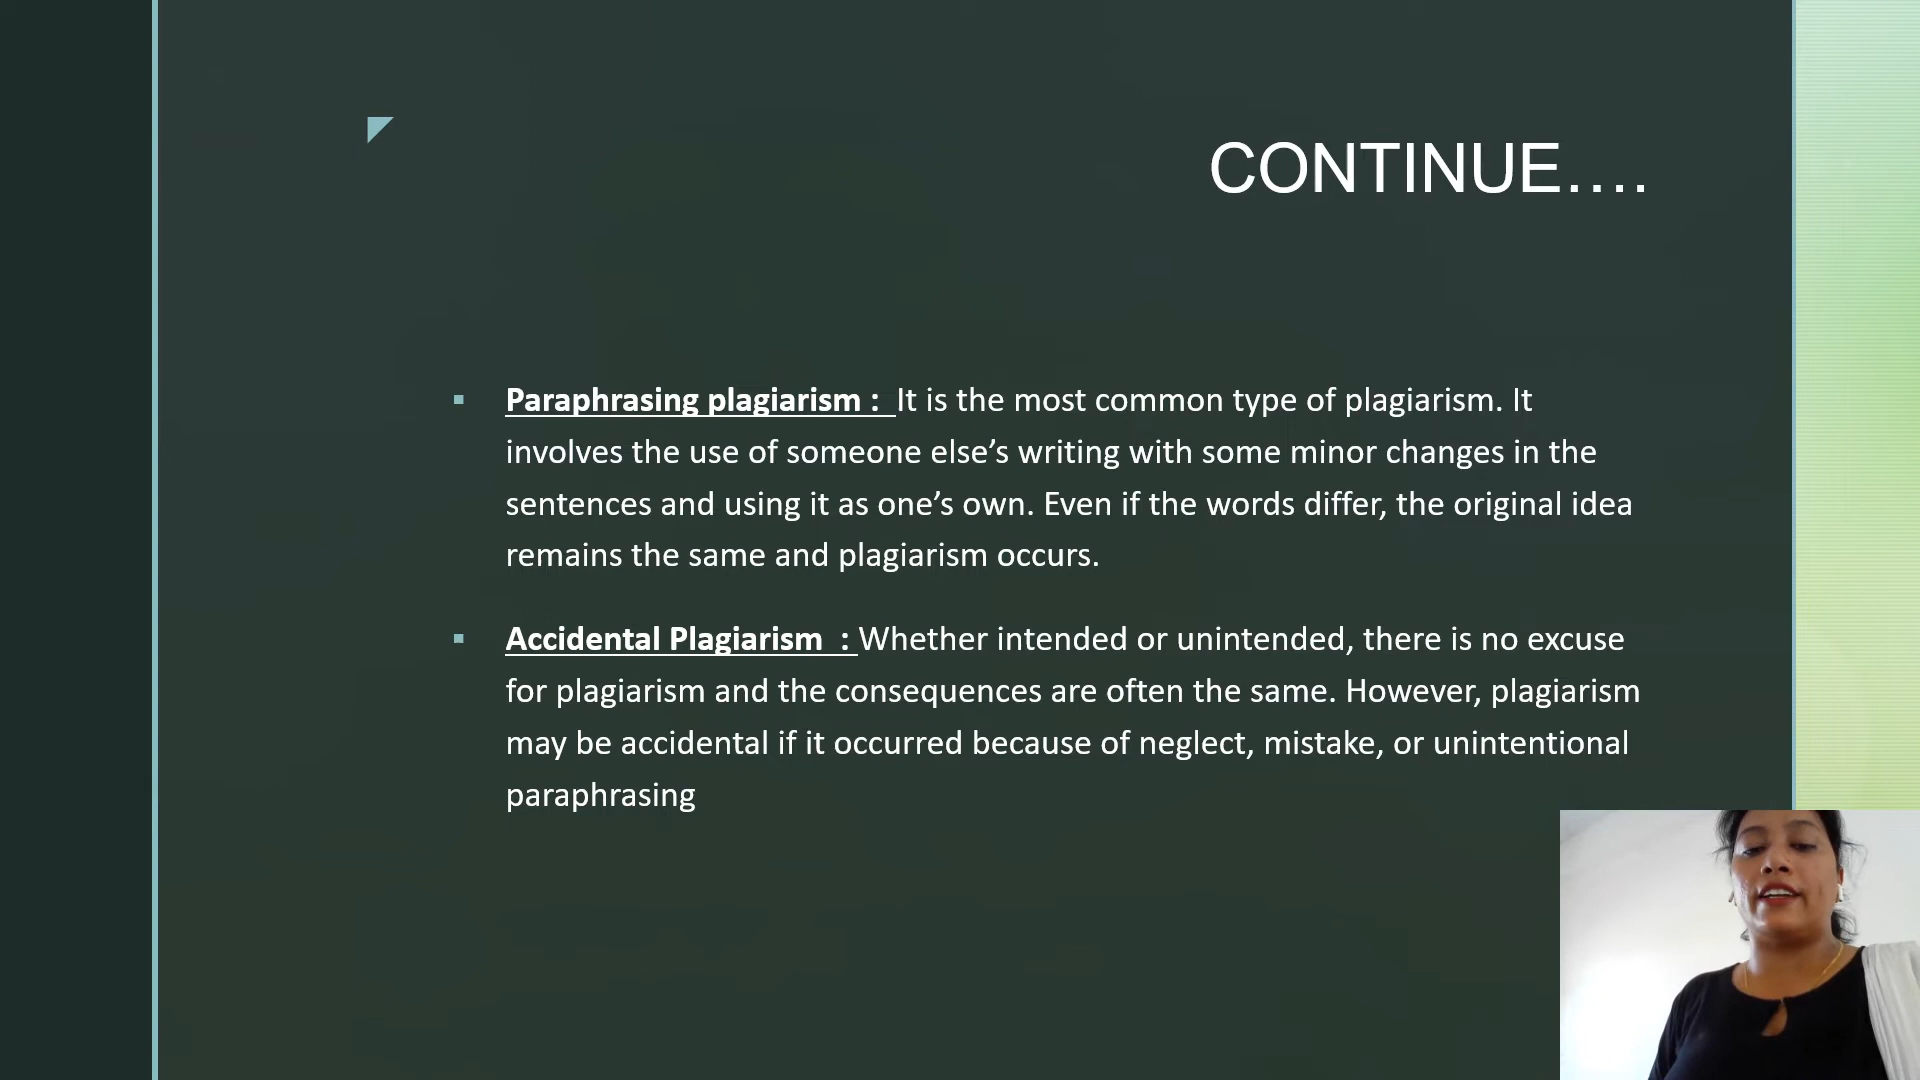 CONTINUE….
▪ Paraphrasing plagiarism : It is the most common type of plagiarism. It
involves the use of someone else’s writing with some minor changes in the
sentences and using it as one’s own. Even if the words differ, the original idea
remains the same and plagiarism occurs.
▪ Accidental Plagiarism : Whether intended or unintended, there is no excuse
for plagiarism and the consequences are often the same. However, plagiarism
may be accidental if it occurred because of neglect, mistake, or unintentional
paraphrasing